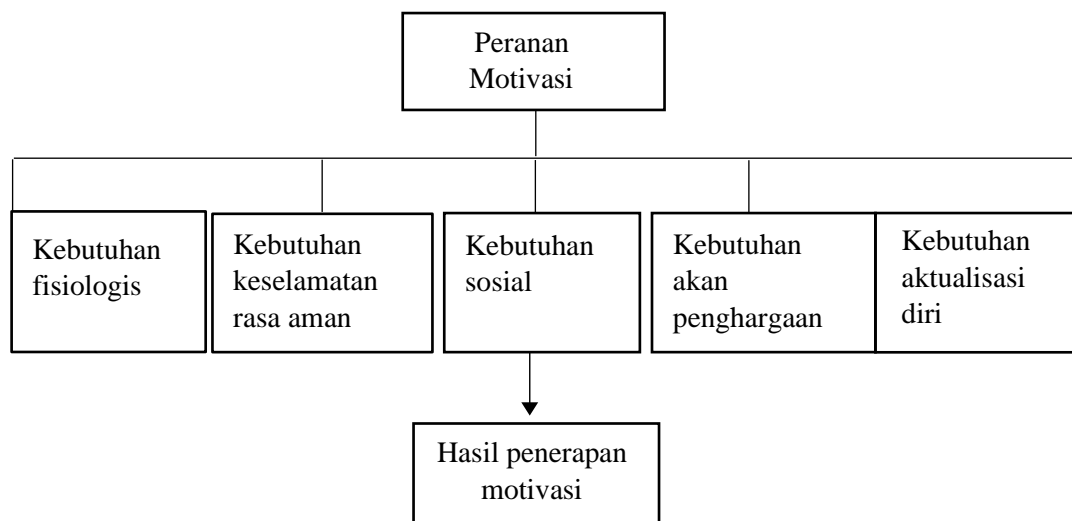 Peranan
Motivasi
Kebutuhan
fisiologis
Kebutuhan
keselamatan
rasa aman
Kebutuhan
sosial
Kebutuhan
akan
penghargaan
Kebutuhan
aktualisasi
diri
Hasil penerapan
motivasi